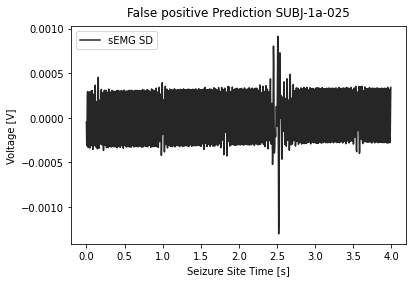 False positive Prediction SUBJ-1a-025
sEMG SD
Voltage [V]
0.0010
0.0005
0.0000
−0.0005
−0.0010
0.0 0.5 1.0 1.5 2.0 2.5 3.0 3.5 4.0
Seizure Site Time [s]